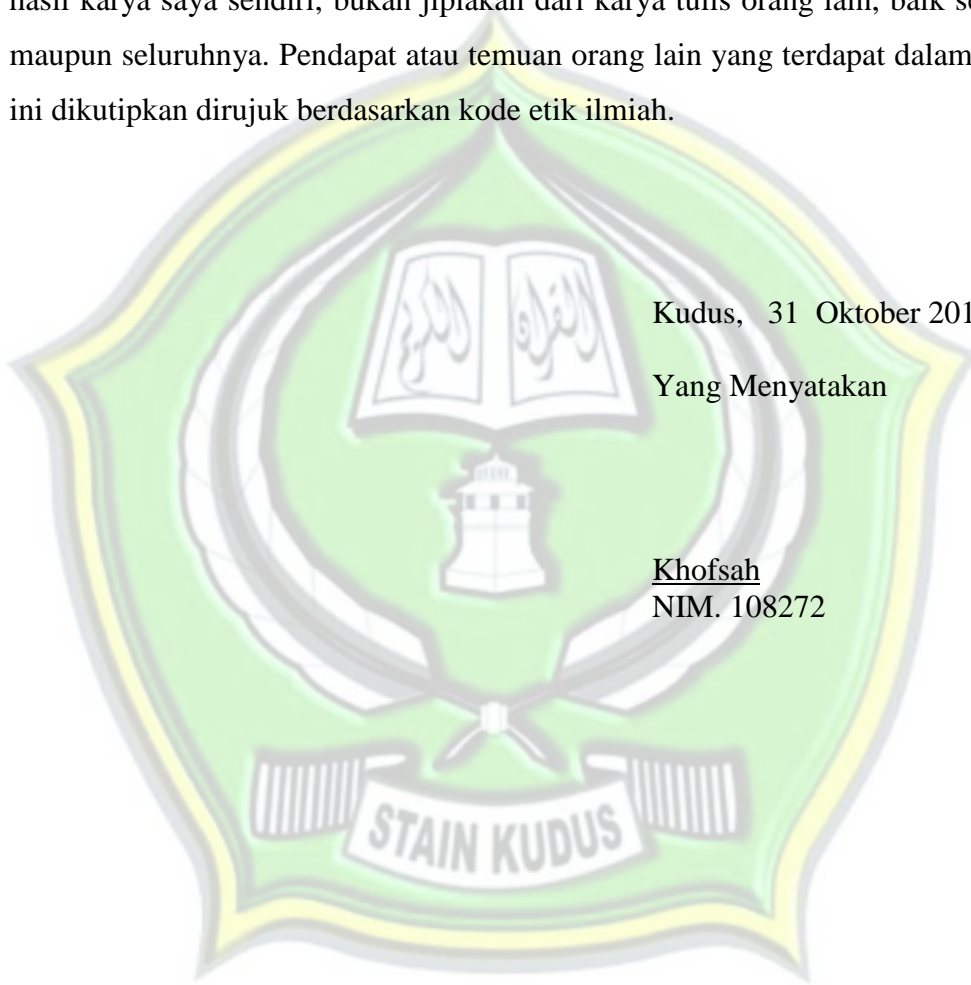 hasil karya saya sendiri, bukan jiplakan dari karya tulis orang lain, baik
maupun seluruhnya. Pendapat atau temuan orang lain yang terdapat dalam
ini dikutipkan dirujuk berdasarkan kode etik ilmiah.
Kudus, 31 Oktober 201
Yang Menyatakan
Khofsah
NIM. 108272
القرآن الكريم
STAIN KUDUS